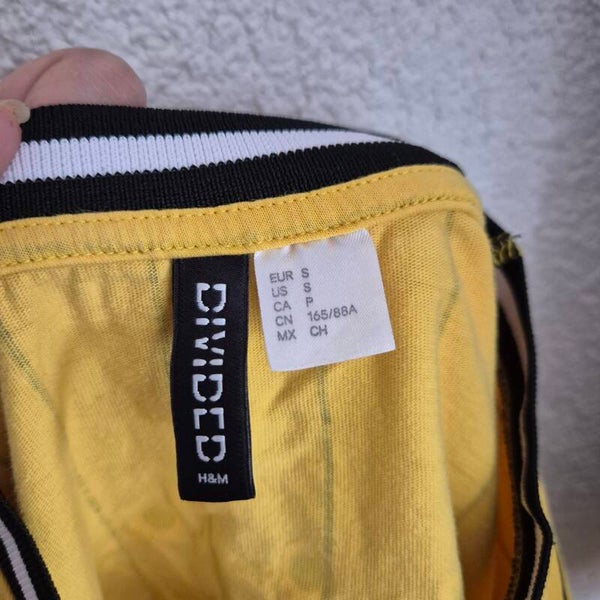 DIVIDED
H&M
EUR S
US S
CA P
CN 165/88A
MX CH